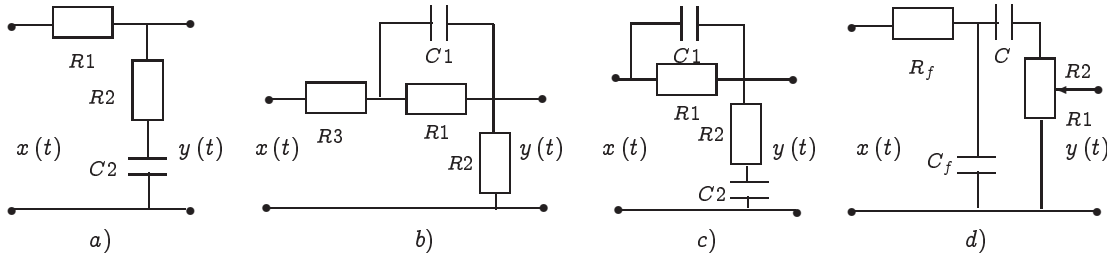 R1
R2
x (t)
y (t)
C2
a)
C1
R3
R1
x (t)
R2
y (t)
b)
C1
R1
R2
x (t)
y (t)
C2
c)
R_f
C
R2
R1
x (t)
C_f
y (t)
d)